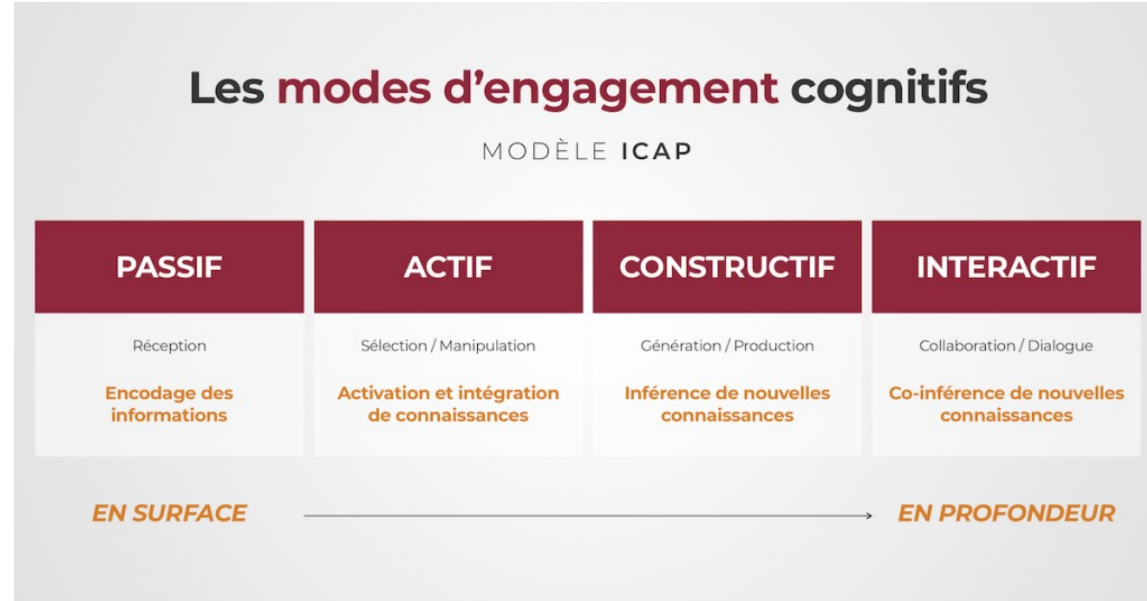 Les modes d'engagement cognitifs
MODÈLE ICAP
PASSIF
Réception
Encodage des
informations
ACTIF
Sélection / Manipulation
Activation et intégration
de connaissances
CONSTRUCTIF
Génération / Production
Inférence de nouvelles
connaissances
INTERACTIF
Collaboration / Dialogue
Co-inférence de nouvelles
connaissances
EN SURFACE
EN PROFONDEUR